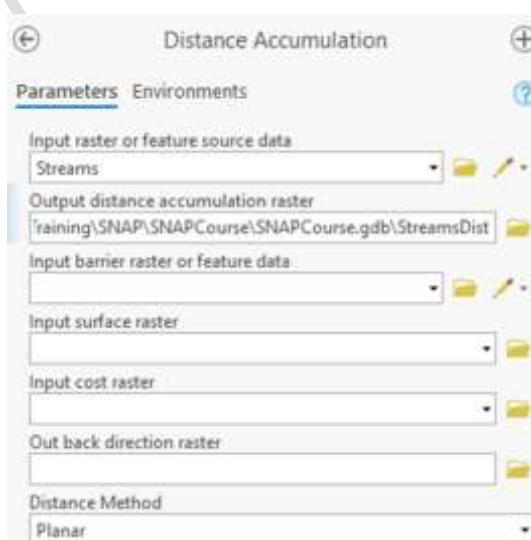 Distance Accumulation
Parameters Environments
Input raster or feature source data
Streams
Output distance accumulation raster
raining\SNAP\SNAPCourse\SNAPCourse.gdb\StreamsDist
Input barrier raster or feature data
Input surface raster
Input cost raster
Out back direction raster
Distance Method
Planar